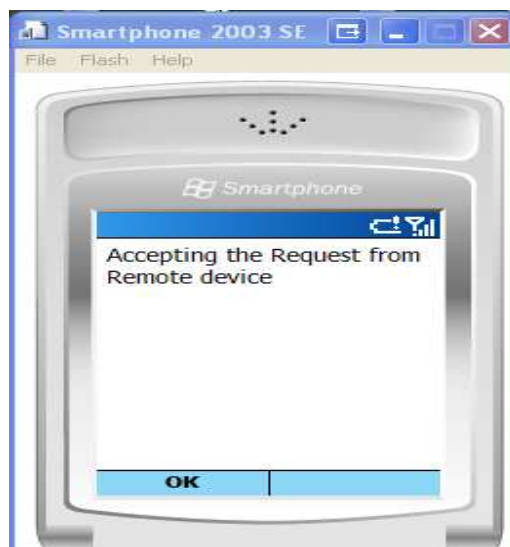 Smartphone 2003 SE
File Flash Help
Smartphone
Accepting the Request from
Remote device
OK